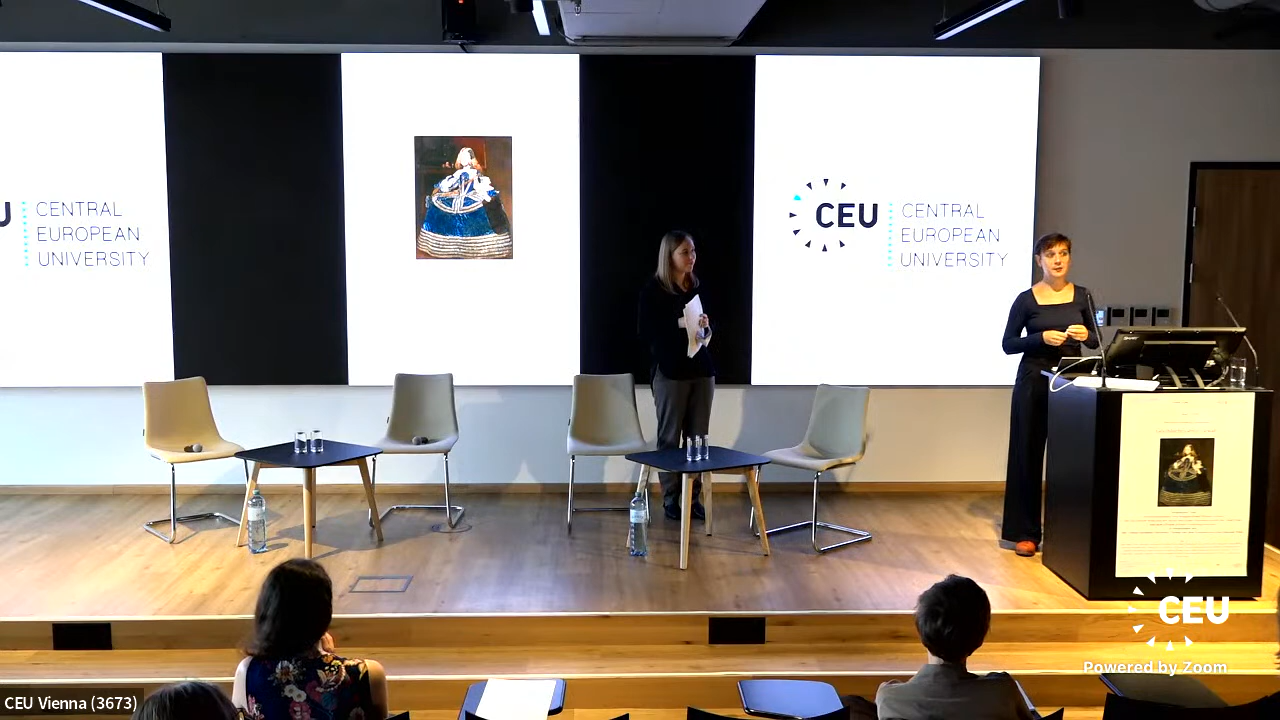 U
CENTRAL
EUROPEAN
UNIVERSITY
CEU
CENTRAL
EUROPEAN
UNIVERSITY
CEU
Powered by Zoom
CEU Vienna (3673)